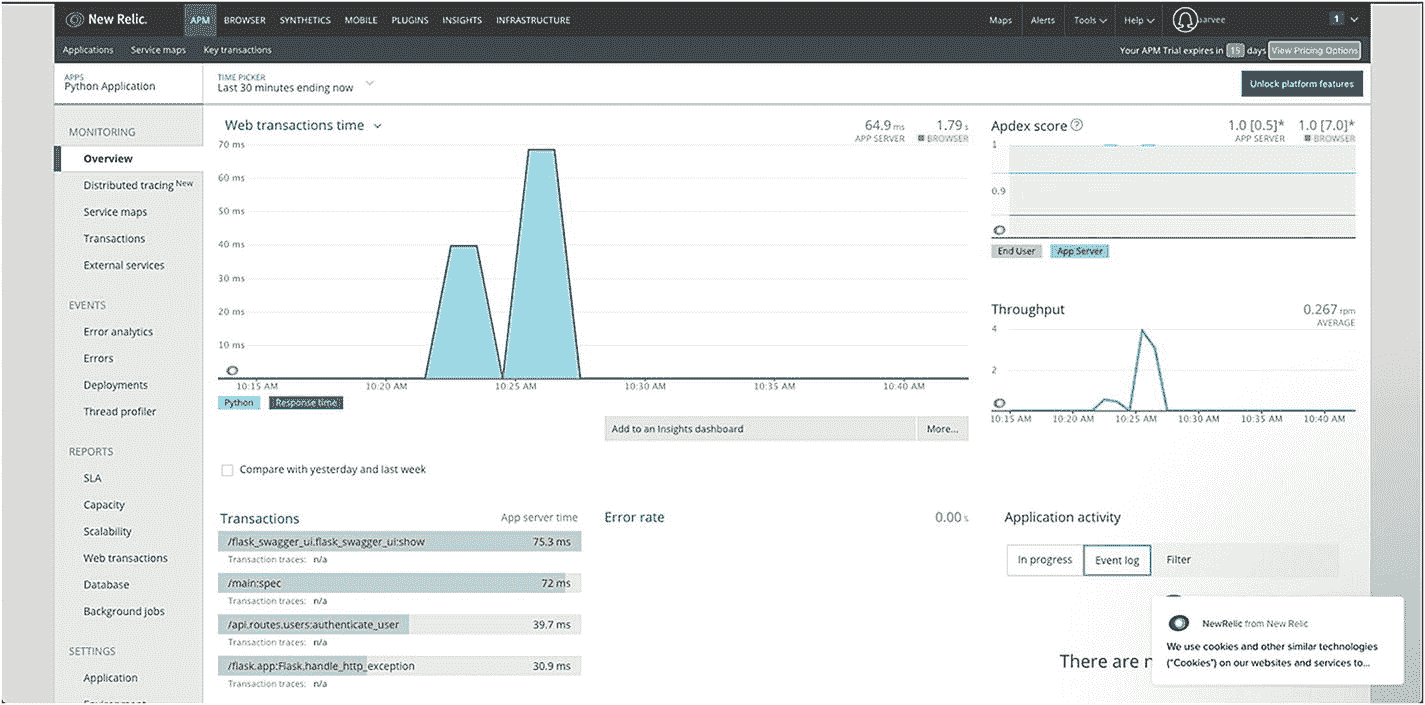 New Relic.
APM BROWSER SYNTHETICS MOBILE PLUGINS INSIGHTS INFRASTRUCTURE
Maps Alerts Tools Help parvee 1
Applications Service maps Key transactions
Your APM Trial expires in 15 days View Pricing Options
APPS
Python Application
TIME PICKER
Last 30 minutes ending now
Unlock platform features
MONITORING
Overview
Distributed tracing New
Service maps
Transactions
External services
EVENTS
Error analytics
Errors
Deployments
Thread profiler
REPORTS
SLA
Capacity
Scalability
Web transactions
Database
Background jobs
SETTINGS
Application
Environment
Web transactions time
64.9 ms 1.79 s
APP SERVER BROWSER
70 ms
60 ms
50 ms
40 ms
30 ms
20 ms
10 ms
10:15 AM 10:20 AM 10:25 AM 10:30 AM 10:35 AM 10:40 AM
Python Response time
Add to an Insights dashboard More...
Compare with yesterday and last week
Apdex score ?
1.0 [0.5]* 1.0 [7.0]*
APP SERVER BROWSER
1
0.9
End User App Server
Throughput
0.267 rpm
AVERAGE
4
2
10:15 AM 10:20 AM 10:25 AM 10:30 AM 10:35 AM 10:40 AM
Transactions App server time
/flask_swagger_ui.flask_swagger_ui:show 75.3 ms
Transaction traces: n/a
/main:spec 72 ms
Transaction traces: n/a
/api.routes.users:authenticate_user 39.7 ms
Transaction traces: n/a
/flask.app:Flask.handle_http_exception 30.9 ms
Transaction traces: n/a
Error rate 0.00 %
Application activity
In progress Event log Filter
There are n
NewRelic from New Relic
We use cookies and other similar technologies
("Cookies") on our websites and services to...